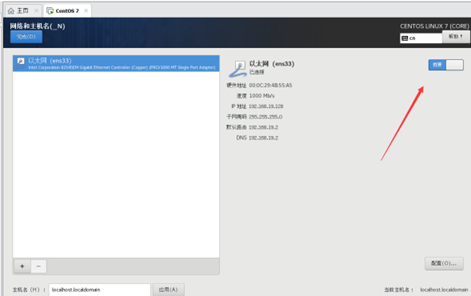 主页
CentOS 7
网络和主机名(_N)
CENTOS LINUX 7 (CORE)
完成(D)
cn
帮助!
以太网 (ens33)
Intel Corporation 82545EM Gigabit Ethernet Controller (Copper) (PRO/1000 MT Single Port Adapter)
以太网 (ens33)
已连接
硬件地址 00:0C:29:4B:55:A5
速度 1000 Mb/s
IP 地址 192.168.19.128
子网掩码 255.255.255.0
默认路由 192.168.19.2
DNS 192.168.19.2
+
−
配置(O)...
主机名 (H) :
localhost.localdomain
应用(A)
当前主机名: localhost.localdomain